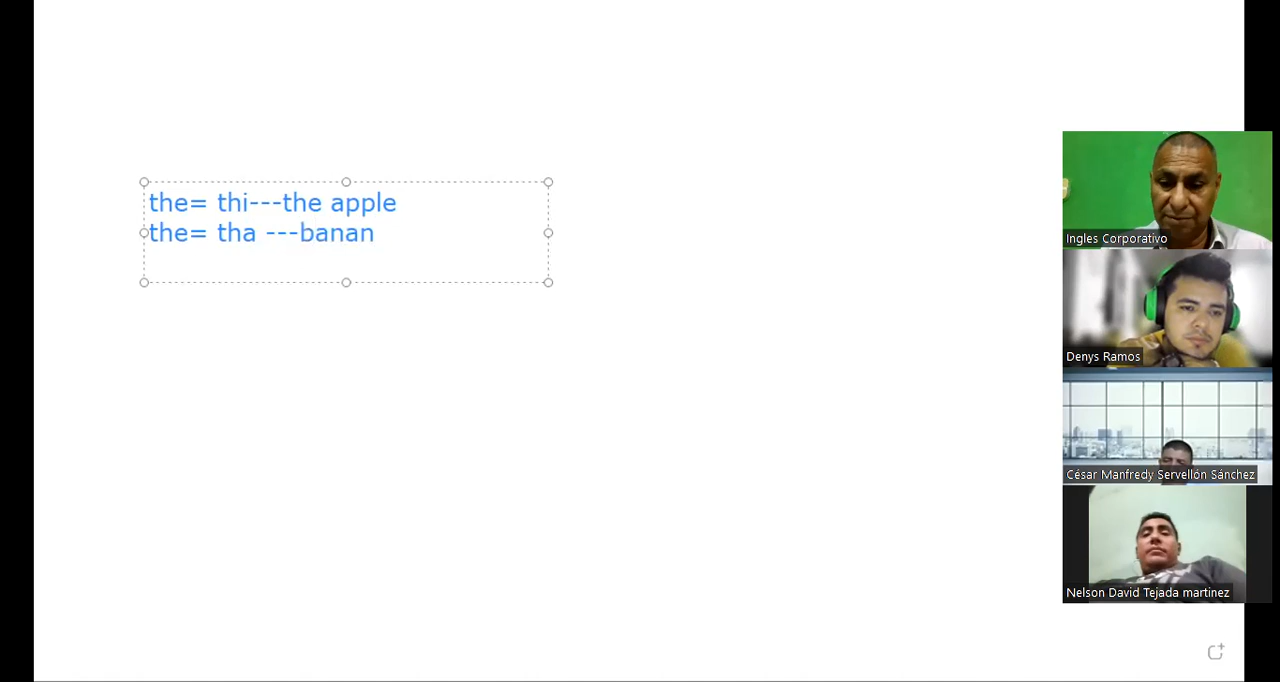 the= thi---the apple
the= tha ---banan
Ingles Corporativo
Denys Ramos
César Manfredy Servellón Sánchez
Nelson David Tejada martinez